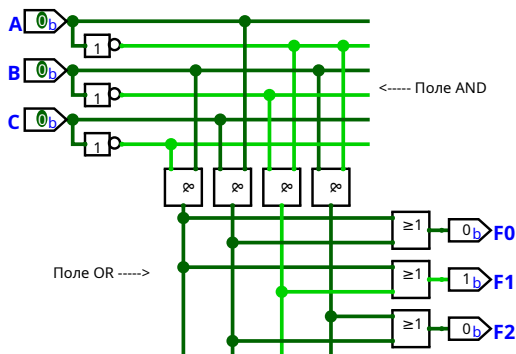 A 0b
1
B 0b
<----- Поле AND
1
C 0b
1
& & & &
≥1 0b F0
Поле OR ----->
≥1 1b F1
≥1 0b F2